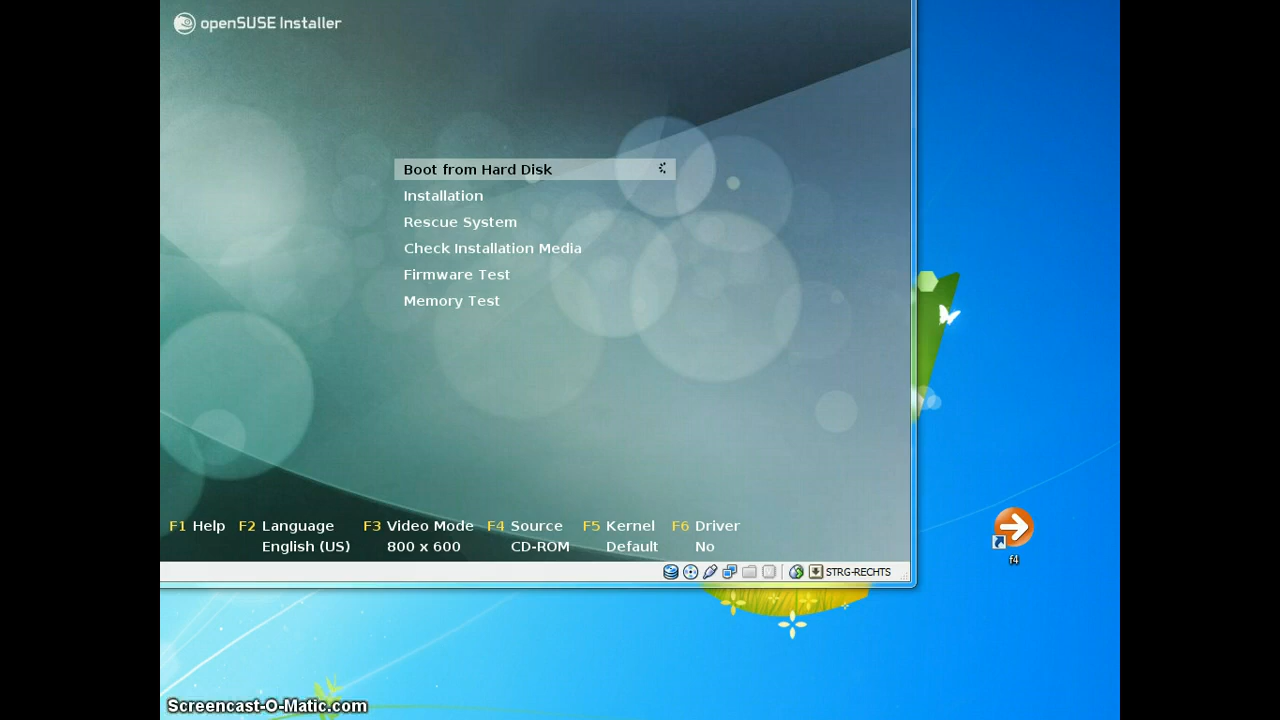 openSUSE Installer
Boot from Hard Disk
Installation
Rescue System
Check Installation Media
Firmware Test
Memory Test
F1 Help F2 Language F3 Video Mode F4 Source F5 Kernel F6 Driver
English (US) 800 x 600 CD-ROM Default No
STRG-RECHTS
f4
Screencast-O-Matic.com